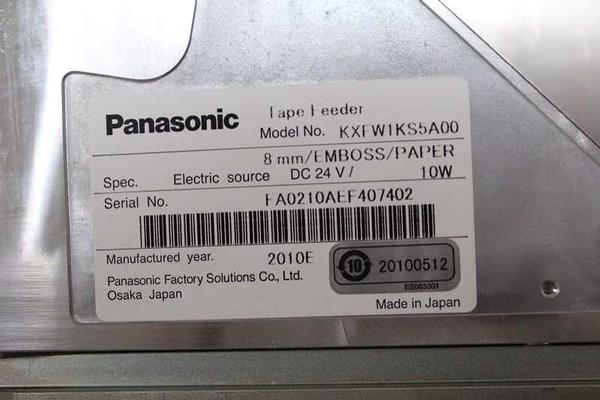 Panasonic Tape Feeder
Model No. KXFW1KS5A00
8 mm/EMBOSS/PAPER
Spec. Electric source DC 24 V / 10W
Serial No. FA0210AEF407402
Manufactured year. 2010E
10 20100512
Panasonic Factory Solutions Co., Ltd.
ES003301
Osaka Japan
Made in Japan